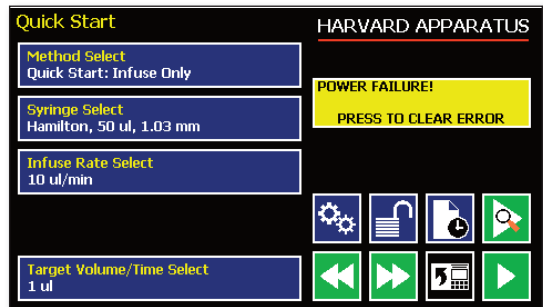 Quick Start
HARVARD APPARATUS
Method Select
Quick Start: Infuse Only
POWER FAILURE!
PRESS TO CLEAR ERROR
Syringe Select
Hamilton, 50 ul, 1.03 mm
Infuse Rate Select
10 ul/min
Target Volume/Time Select
1 ul